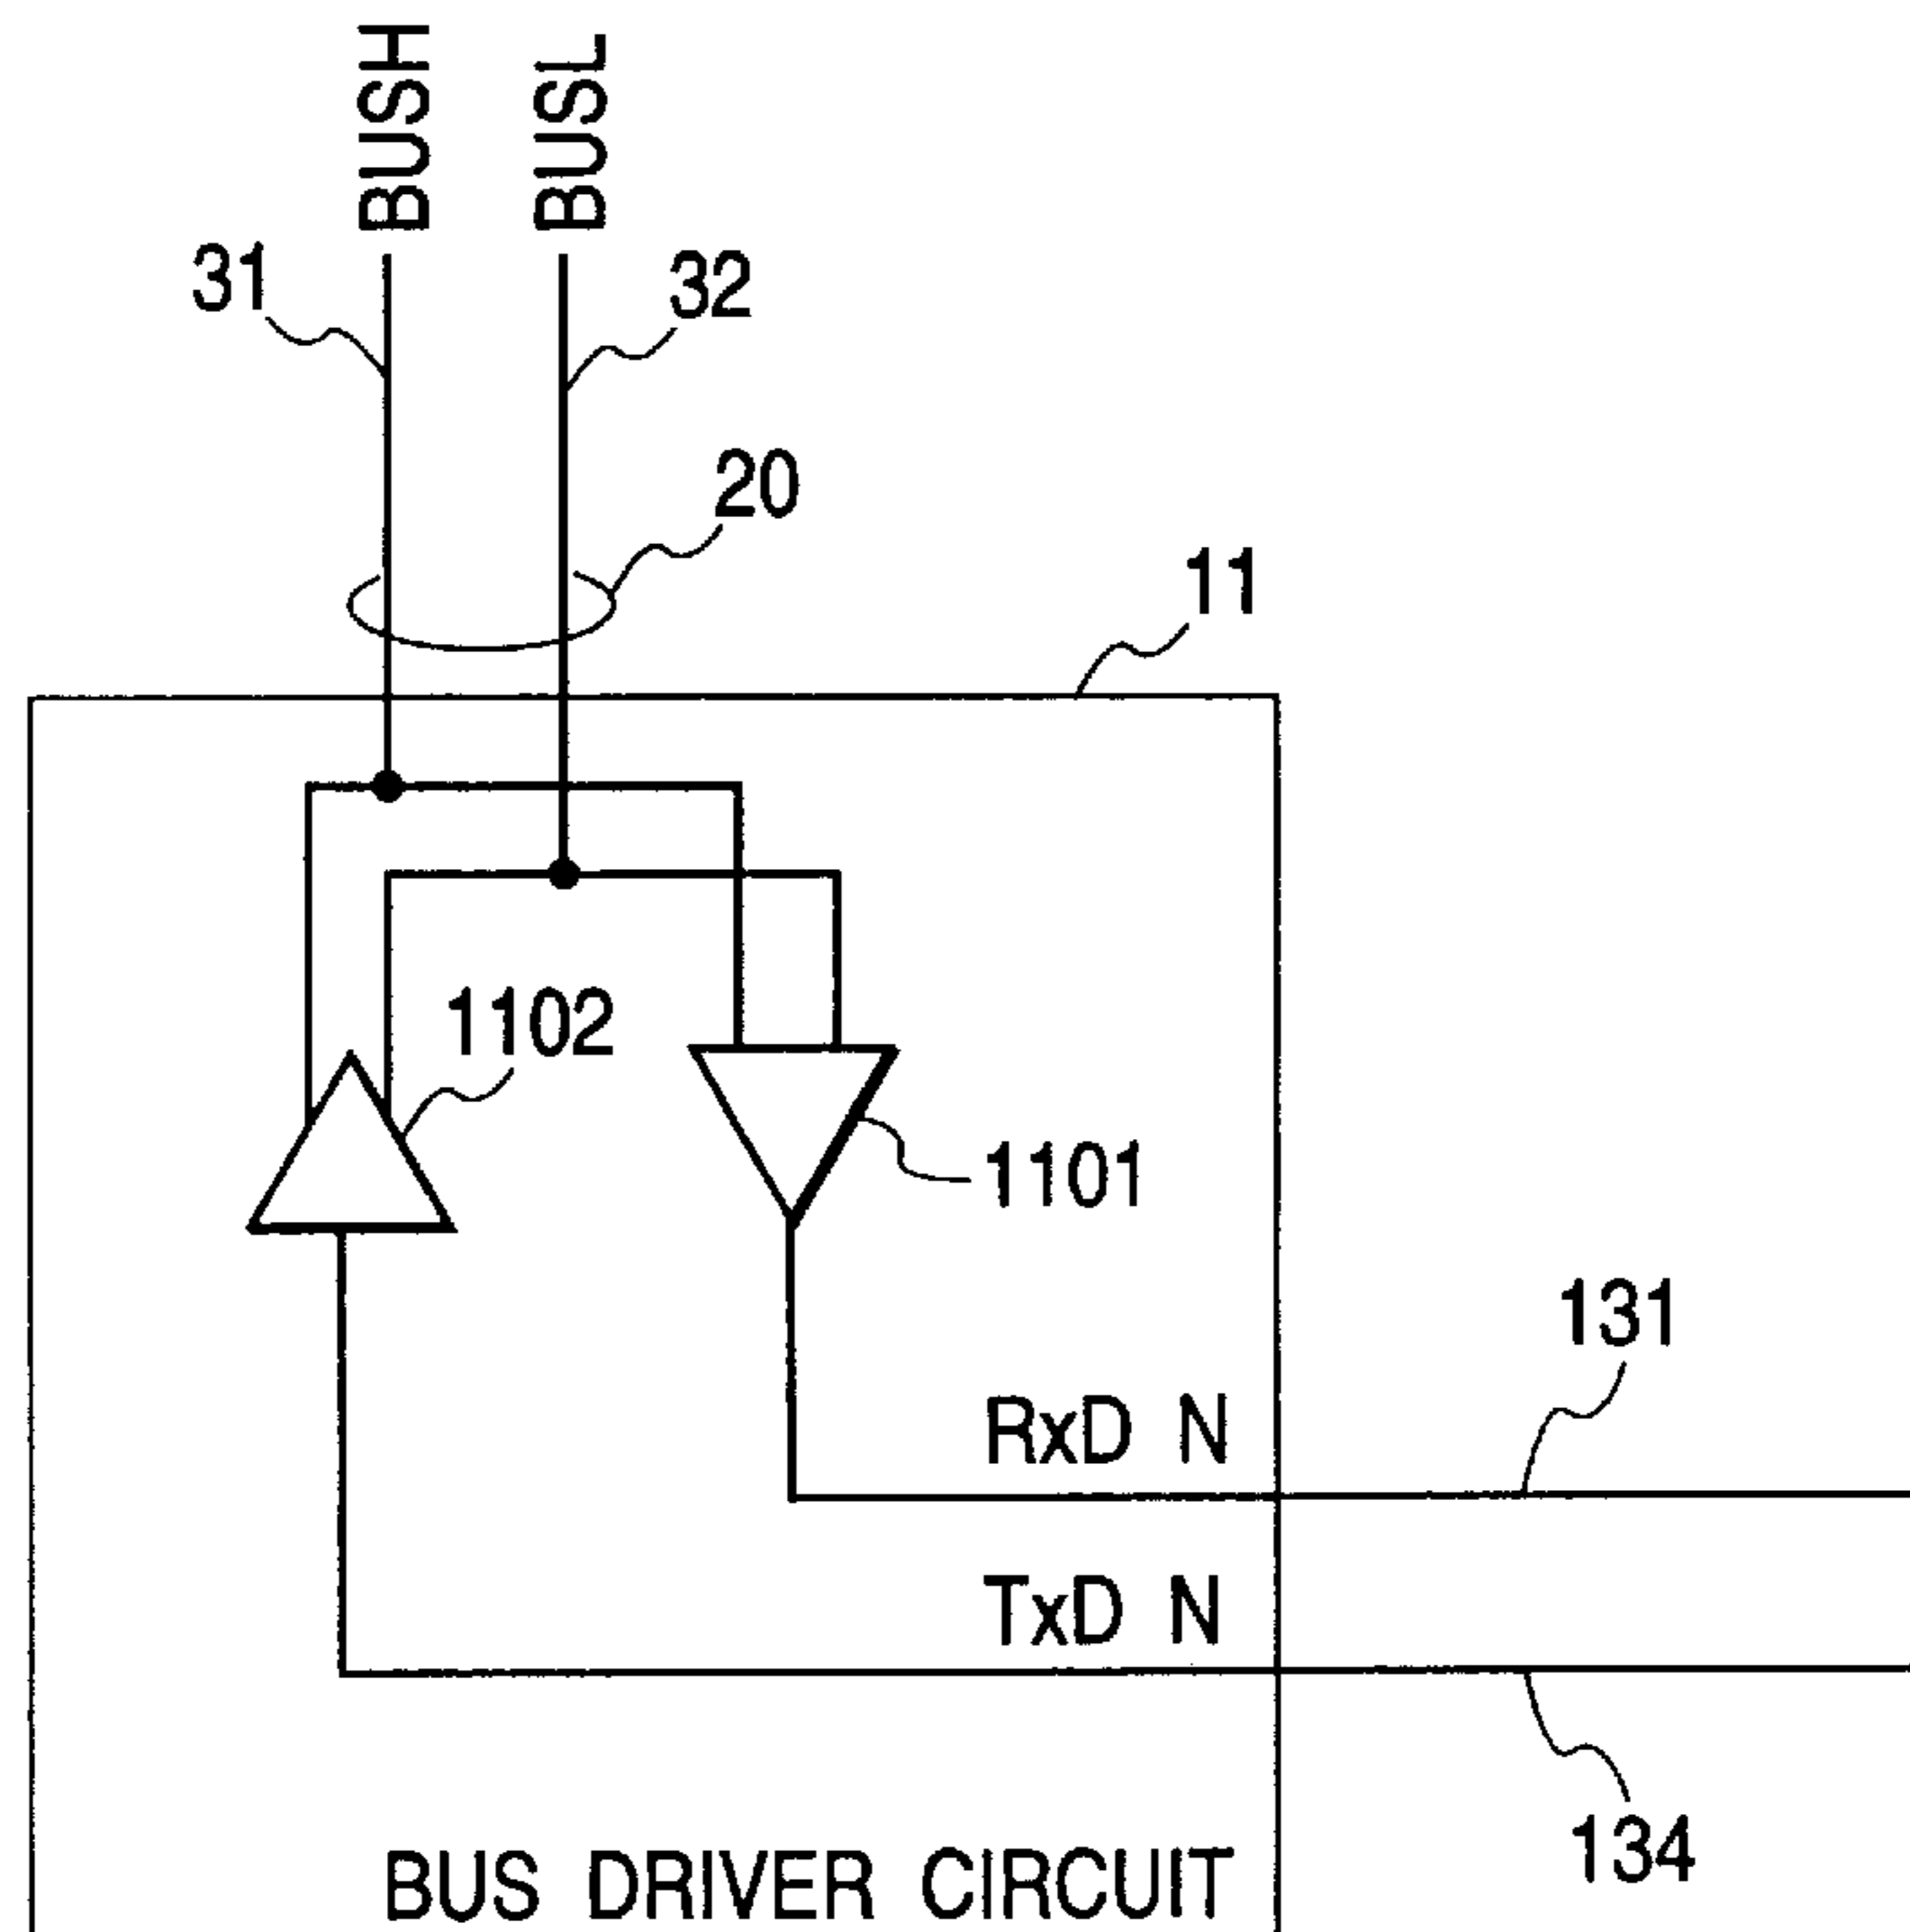 BUSH
BUSL
31
32
20
11
1102
1101
131
RxD N
TxD N
134
BUS DRIVER CIRCUIT